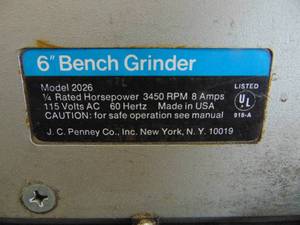 6" Bench Grinder
Model 2026
¼ Rated Horsepower 3450 RPM 8 Amps
115 Volts AC 60 Hertz Made in USA
CAUTION: for safe operation see manual
J. C. Penney Co., Inc. New York, N. Y. 10019
LISTED
UL
918-A